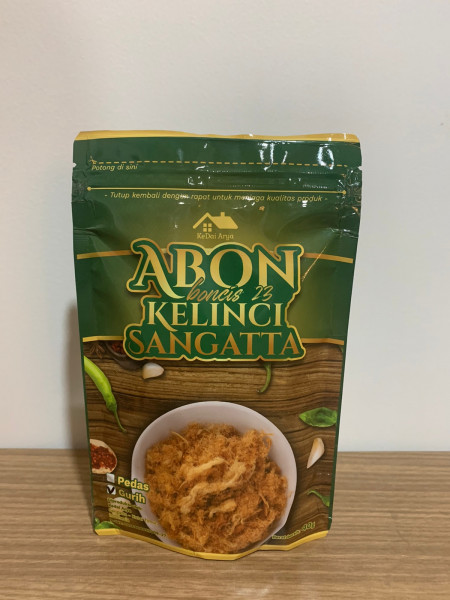 Potong di sini
- Tutup kembali dengan rapat untuk menjaga kualitas produk -
KeDai Arya
ABON
boncis 23
KELINCI
SANGATTA
Pedas
Gurih